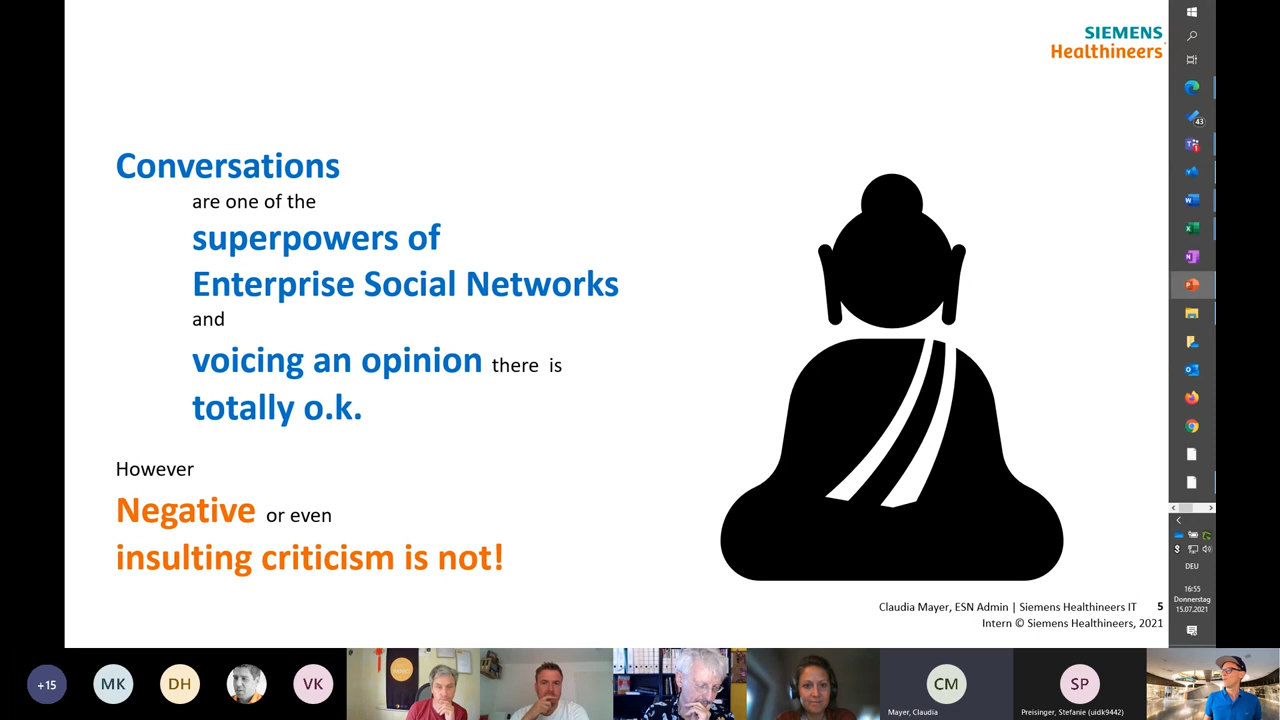 SIEMENS
Healthineers
Conversations
are one of the
superpowers of
Enterprise Social Networks
and
voicing an opinion there is
totally o.k.
However
Negative or even
insulting criticism is not!
Claudia Mayer, ESN Admin | Siemens Healthineers IT 5
Intern © Siemens Healthineers, 2021
43
DEU
16:55
Donnerstag
15.07.2021
+15
MK
DH
VK
CM
Mayer, Claudia
SP
Preisinger, Stefanie (uidk9442)